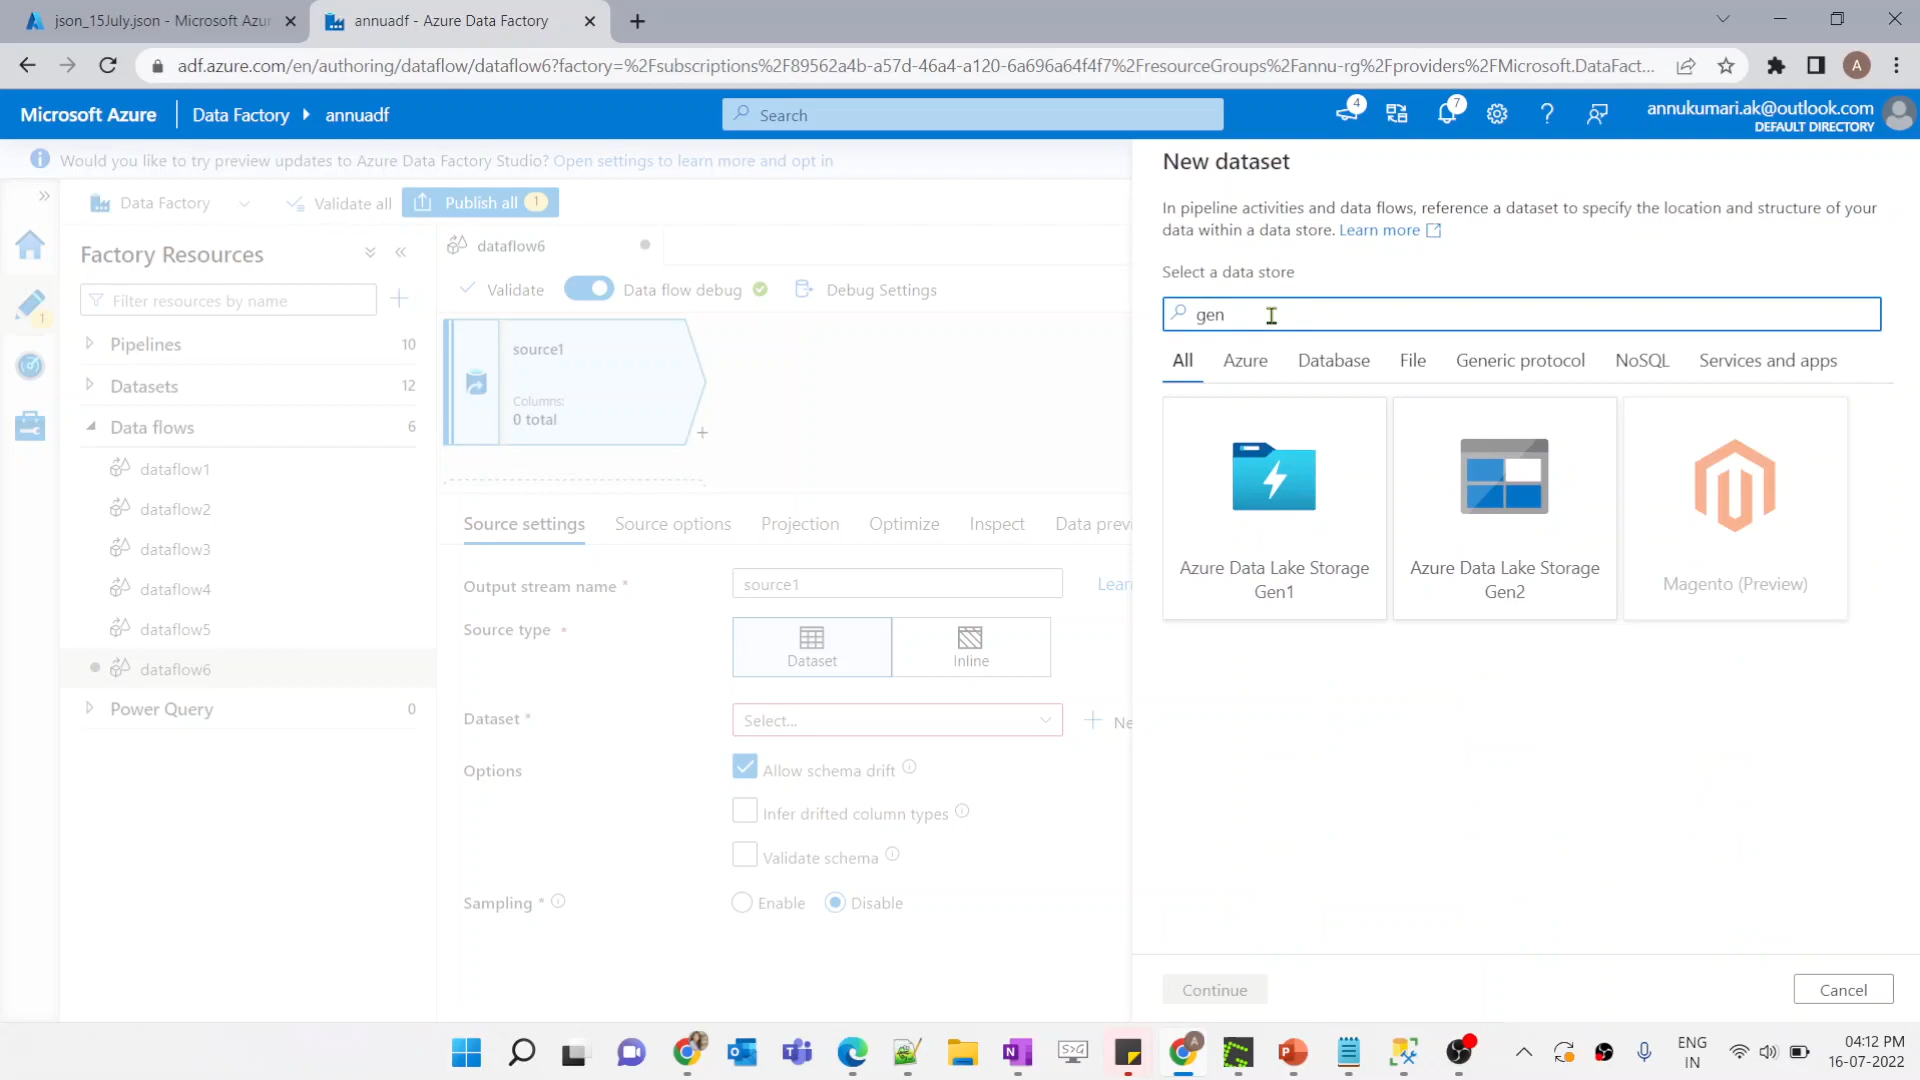 json_15July.json - Microsoft Azur
annuadf - Azure Data Factory
adf.azure.com/en/authoring/dataflow/dataflow6?factory=%2Fsubscriptions%2F89562a4b-a57d-46a4-a120-6a696a64f4f7%2FresourceGroups%2Fannu-rg%2Fproviders%2FMicrosoft.DataFact...
A
Microsoft Azure
Data Factory
annuadf
Search
4
7
annukumari.ak@outlook.com
DEFAULT DIRECTORY
Would you like to try preview updates to Azure Data Factory Studio? Open settings to learn more and opt in
Data Factory
Validate all
Publish all 1
Factory Resources
Filter resources by name
1
Pipelines 10
Datasets 12
Data flows 6
dataflow1
dataflow2
dataflow3
dataflow4
dataflow5
dataflow6
Power Query 0
dataflow6
Validate
Data flow debug
Debug Settings
source1
Columns:
0 total
Source settings
Source options
Projection
Optimize
Inspect
Data previ
Output stream name *
source1
Learn
Source type *
Dataset
Inline
Dataset *
Select...
Ne
Options
Allow schema drift
Infer drifted column types
Validate schema
Sampling *
Enable
Disable
New dataset
In pipeline activities and data flows, reference a dataset to specify the location and structure of your
data within a data store. Learn more
Select a data store
gen
All
Azure
Database
File
Generic protocol
NoSQL
Services and apps
Azure Data Lake Storage
Gen1
Azure Data Lake Storage
Gen2
Magento (Preview)
Continue
Cancel
ENG
IN
04:12 PM
16-07-2022